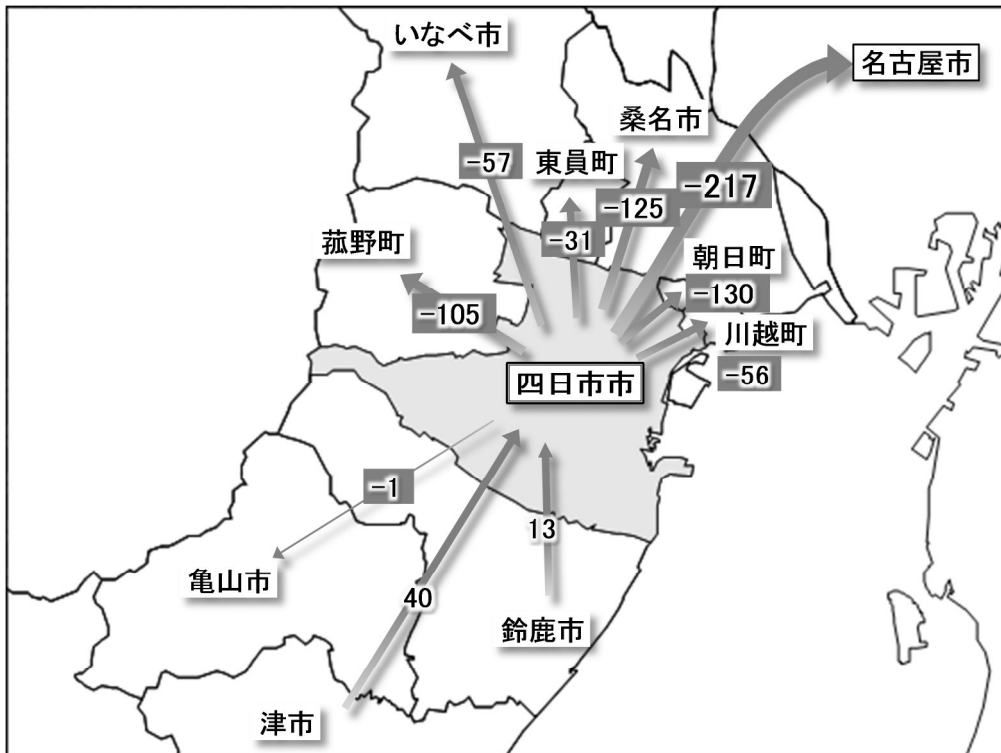 いなべ市
名古屋市
桑名市
-57
東員町
-217
-125
菰野町
-31
朝日町
-130
-105
川越町
-56
四日市市
-1
13
亀山市
40
鈴鹿市
津市